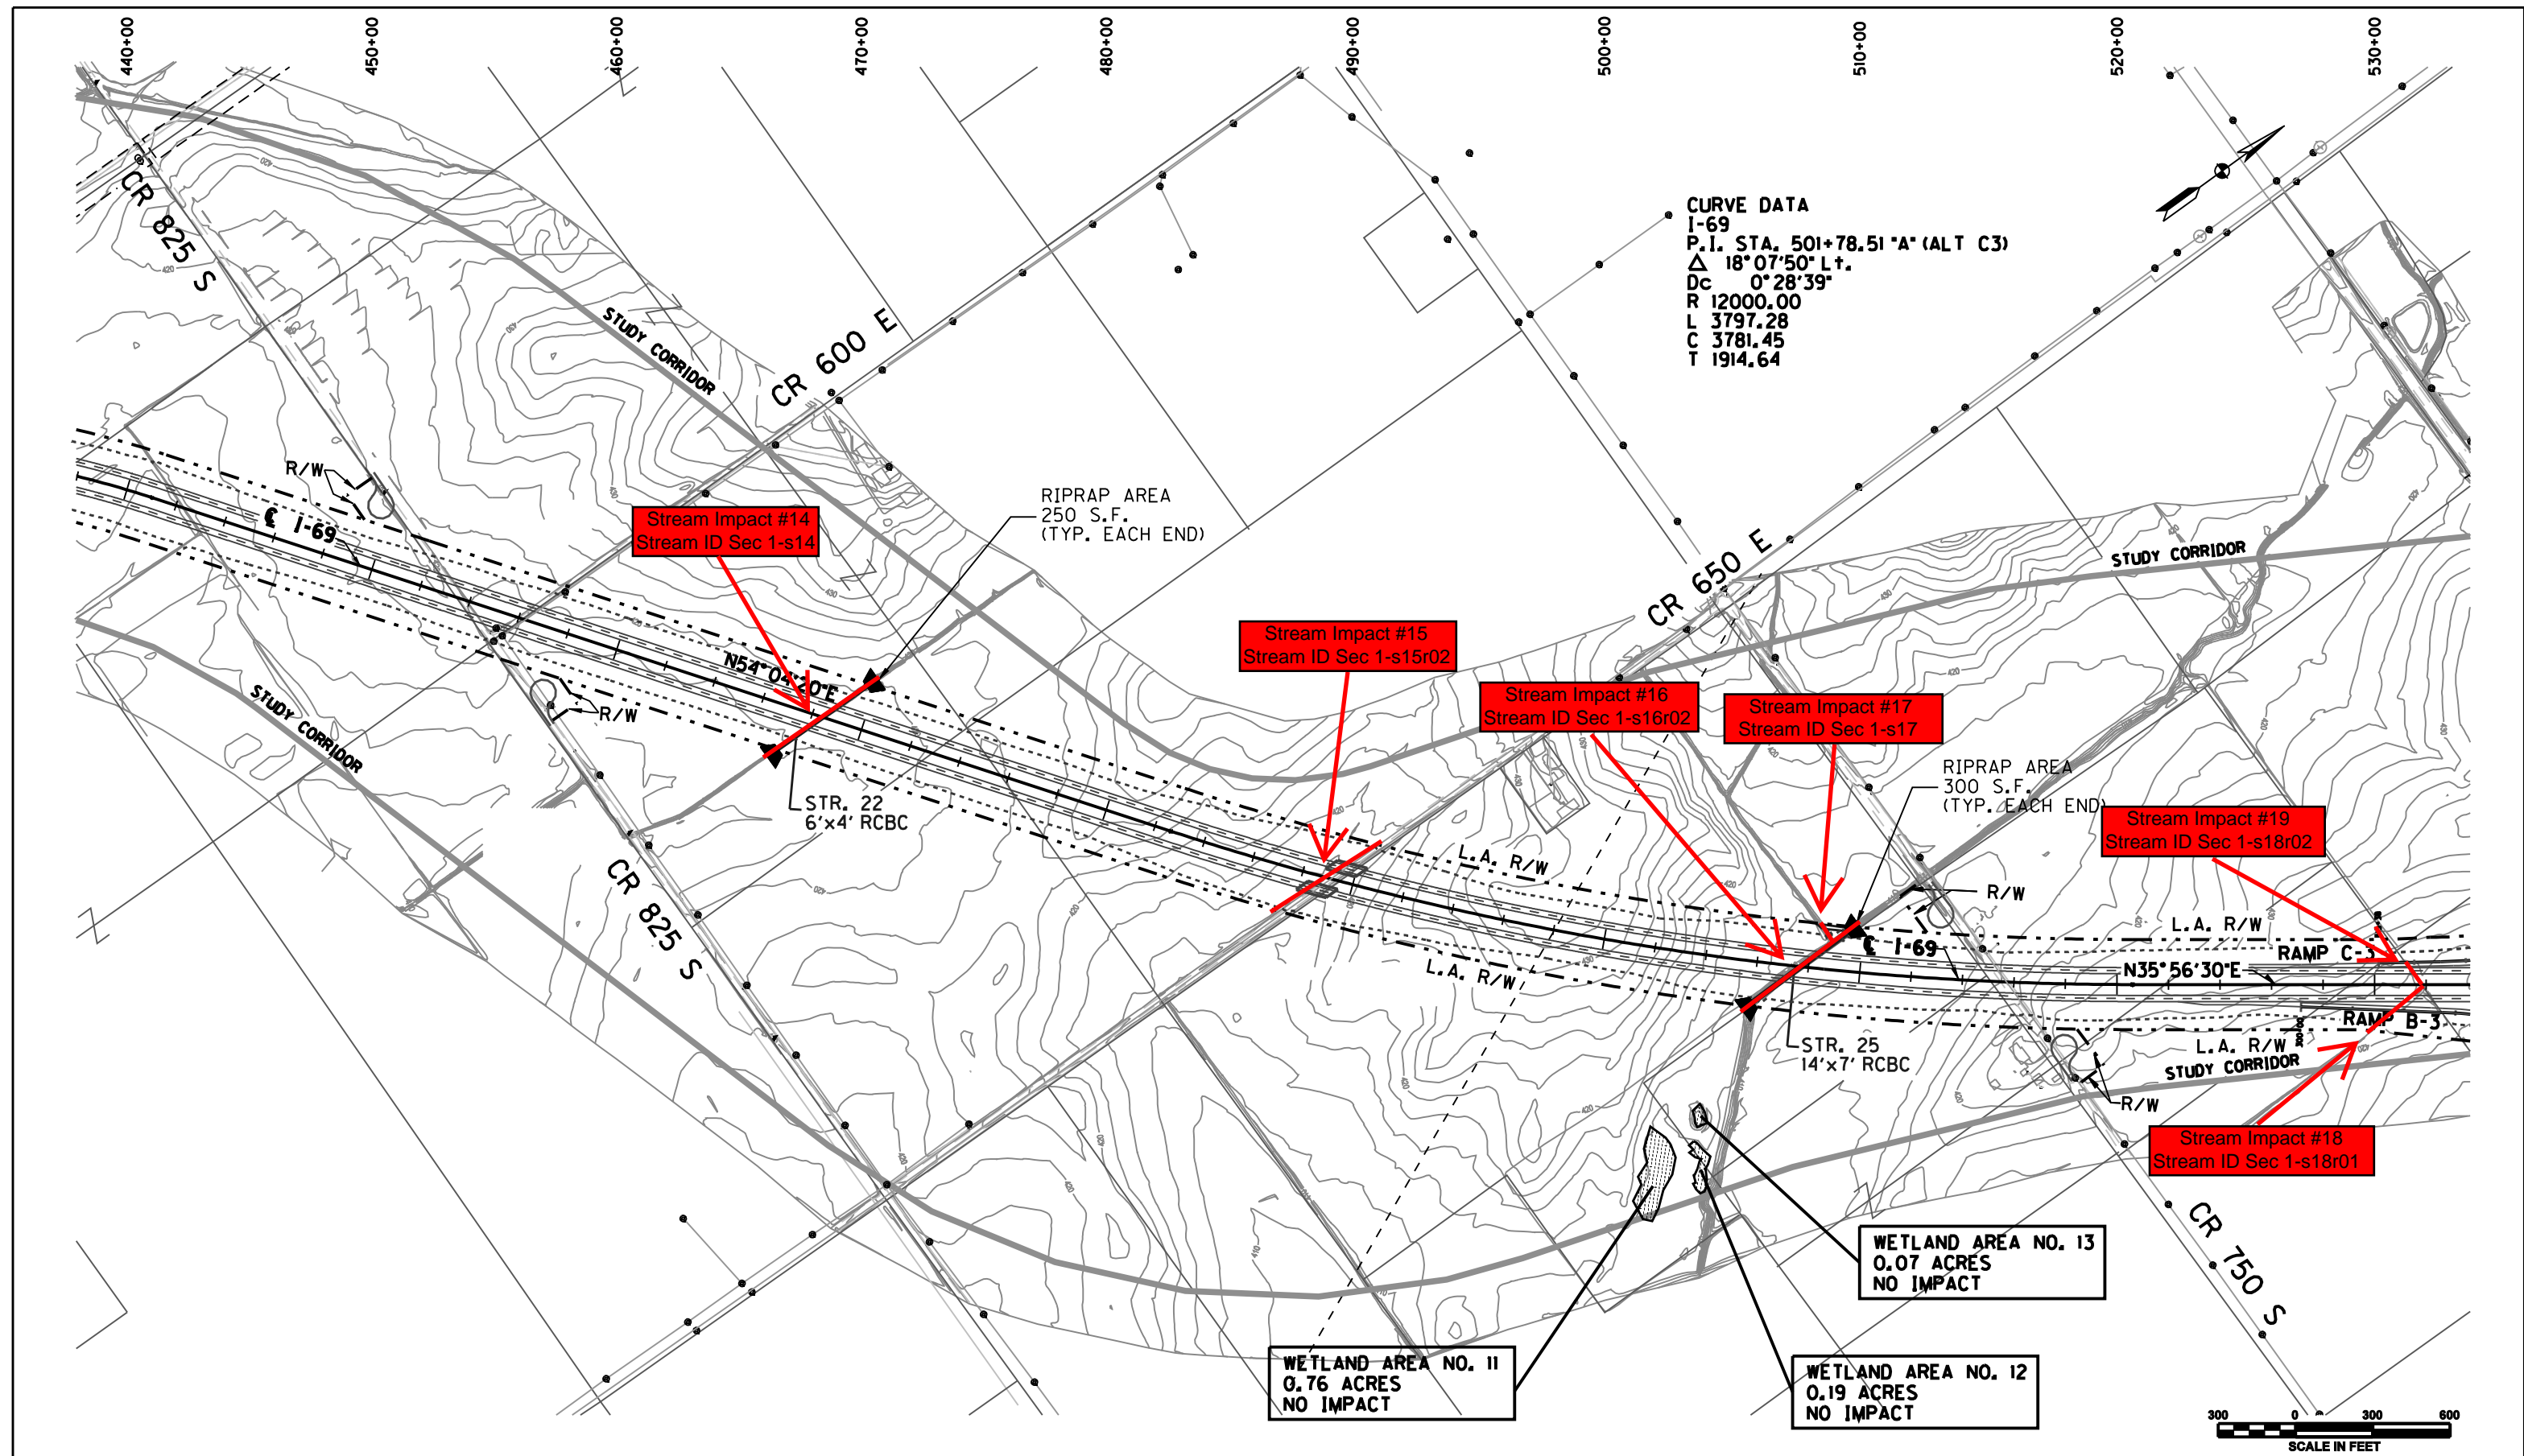 440+00
450+00
460+00
470+00
480+00
490+00
500+00
510+00
520+00
530+00
CURVE DATA
I-69
P.I. STA. 501+78.51 "A" (ALT C3)
△ 18°07'50" Lt.
Dc 0°28'39"
R 12000.00
L 3797.28
C 3781.45
T 1914.64
CR 825 S
STUDY CORRIDOR
CR 600 E
R/W
℄ I-69
Stream Impact #14
Stream ID Sec 1-s14
RIPRAP AREA
250 S.F.
(TYP. EACH END)
N54°04'20"E
R/W
STUDY CORRIDOR
STR. 22
6'x4' RCBC
CR 825 S
Stream Impact #15
Stream ID Sec 1-s15r02
CR 650 E
STUDY CORRIDOR
Stream Impact #16
Stream ID Sec 1-s16r02
Stream Impact #17
Stream ID Sec 1-s17
RIPRAP AREA
300 S.F.
(TYP. EACH END)
Stream Impact #19
Stream ID Sec 1-s18r02
L.A. R/W
L.A. R/W
R/W
℄ I-69
L.A. R/W
RAMP C-3
N35°56'30"E
RAMP B-3
L.A. R/W
STUDY CORRIDOR
STR. 25
14'x7' RCBC
R/W
Stream Impact #18
Stream ID Sec 1-s18r01
CR 750 S
WETLAND AREA NO. 13
0.07 ACRES
NO IMPACT
WETLAND AREA NO. 11
0.76 ACRES
NO IMPACT
WETLAND AREA NO. 12
0.19 ACRES
NO IMPACT
300 0 300 600
SCALE IN FEET